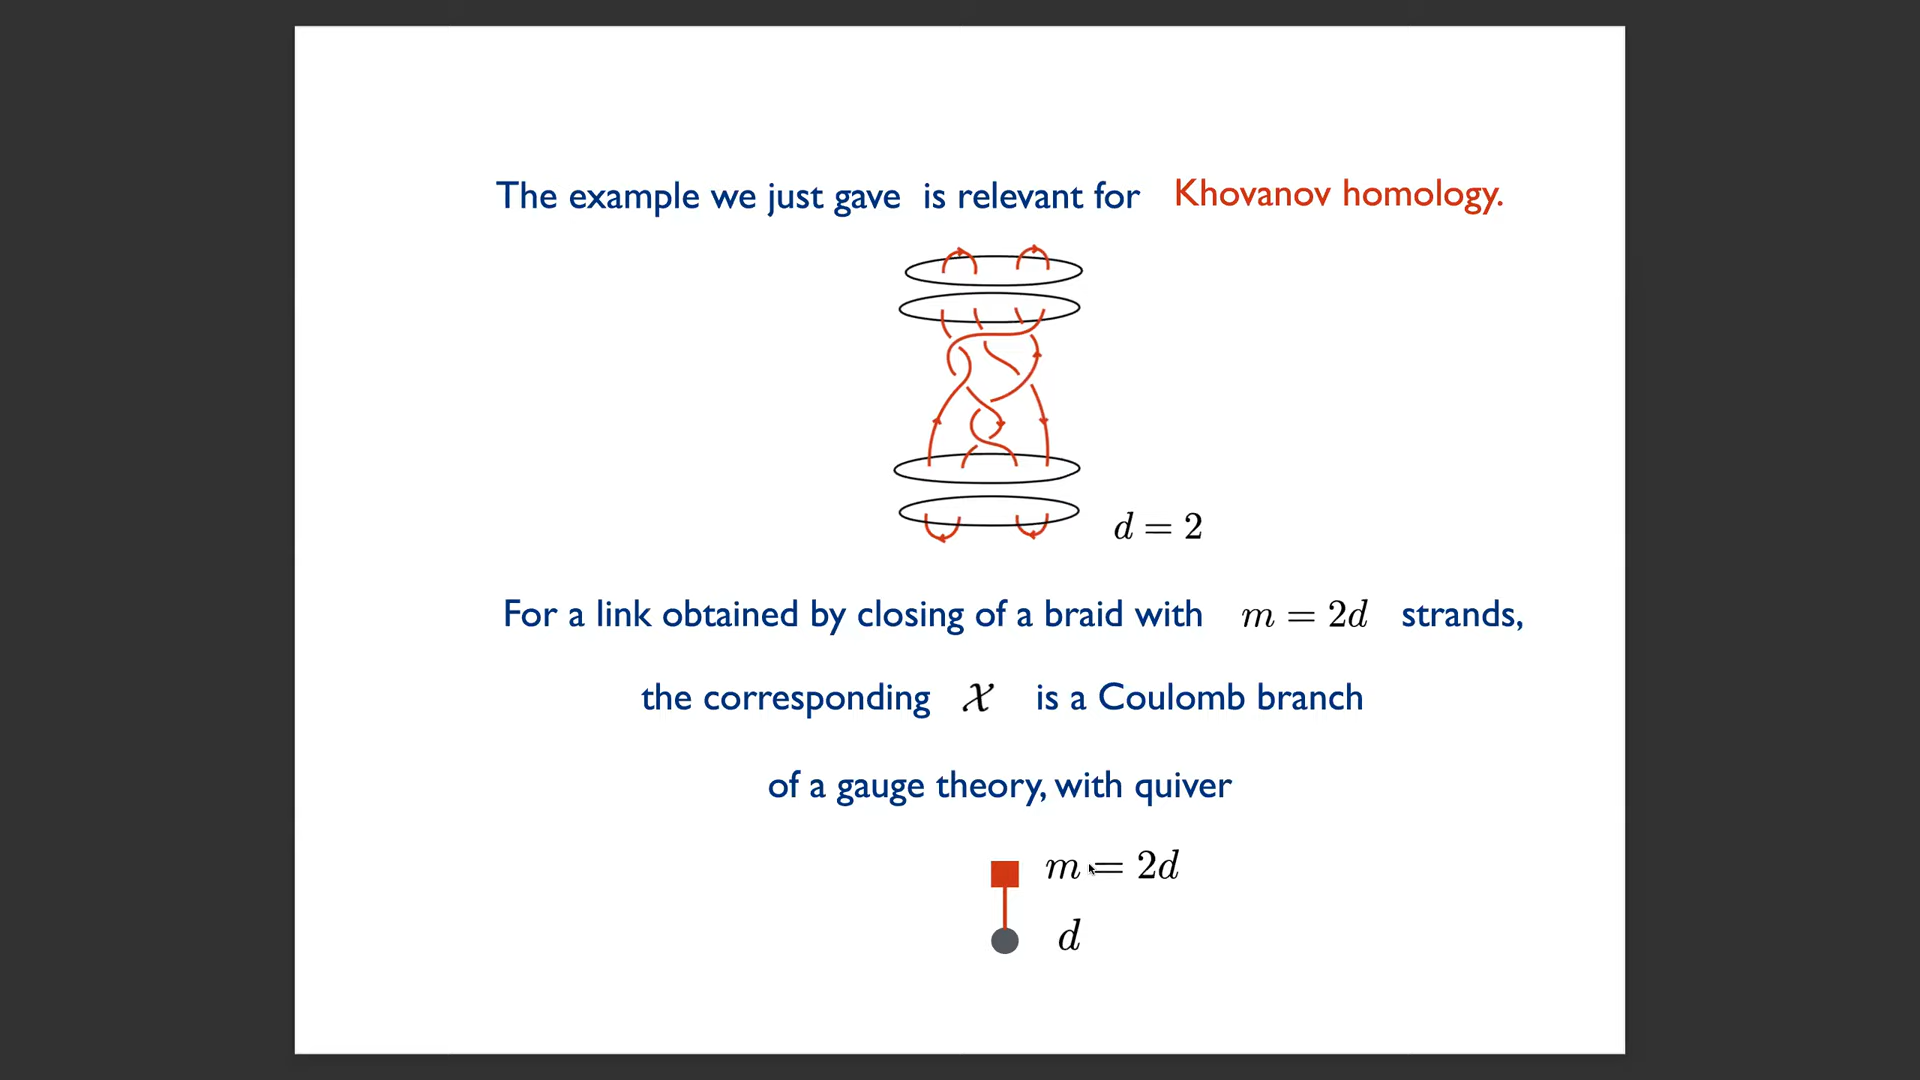 The example we just gave is relevant for Khovanov homology.
d = 2
For a link obtained by closing of a braid with m = 2d strands,
the corresponding 𝒳 is a Coulomb branch
of a gauge theory, with quiver
m = 2d
d